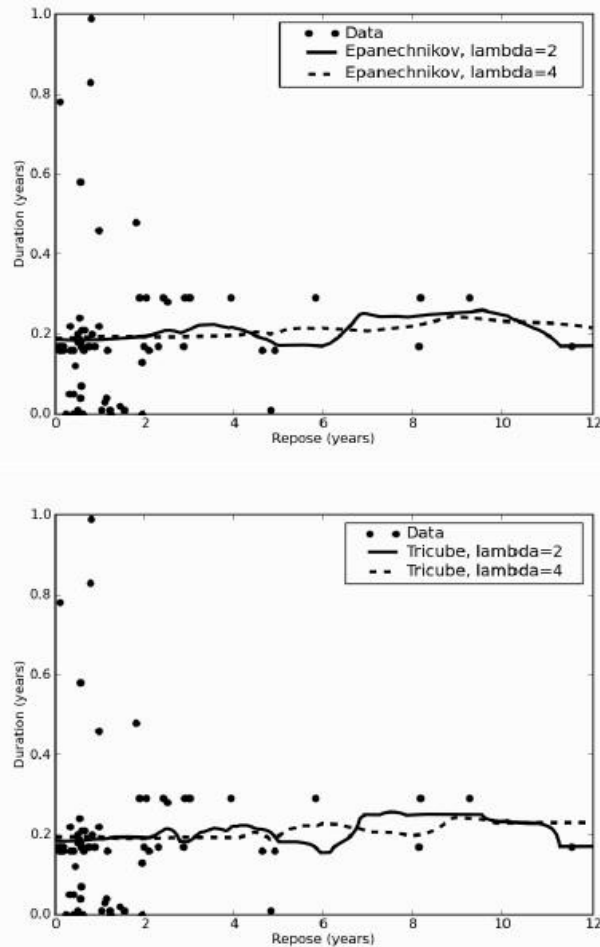 1.0
Data
Epanechnikov, lambda=2
Epanechnikov, lambda=4
0.8
0.6
Duration (years)
0.4
0.2
0.0
0 2 4 6 8 10 12
Repose (years)
1.0
Data
Tricube, lambda=2
Tricube, lambda=4
0.8
0.6
Duration (years)
0.4
0.2
0.0
0 2 4 6 8 10 12
Repose (years)